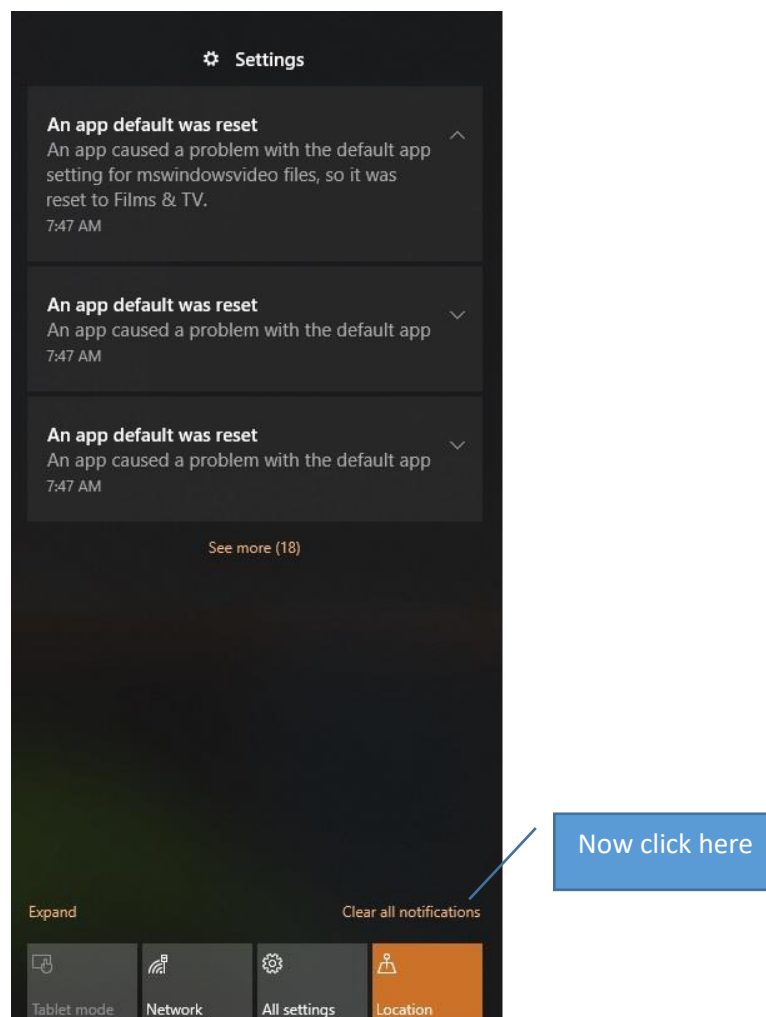 Settings
An app default was reset
An app caused a problem with the default app
setting for mswindowsvideo files, so it was
reset to Films & TV.
7:47 AM
An app default was reset
An app caused a problem with the default app
7:47 AM
An app default was reset
An app caused a problem with the default app
7:47 AM
See more (18)
Now click here
Expand
Clear all notifications
Tablet mode
Network
All settings
Location